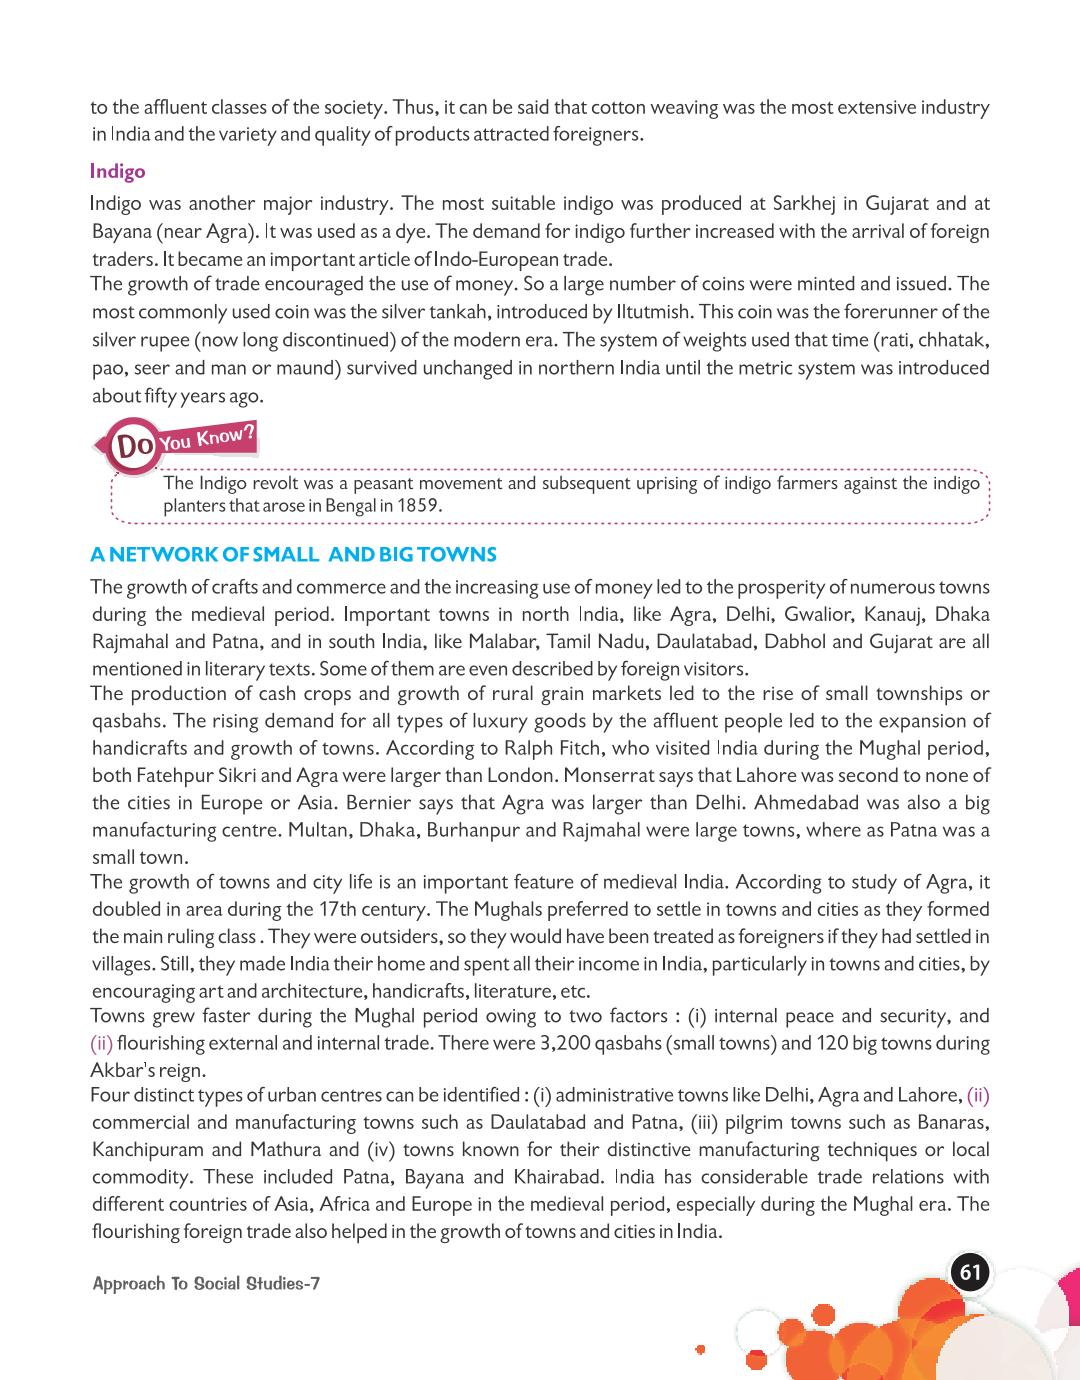 to the affluent classes of the society. Thus, it can be said that cotton weaving was the most extensive industry
in India and the variety and quality of products attracted foreigners.
Indigo
Indigo was another major industry. The most suitable indigo was produced at Sarkhej in Gujarat and at
Bayana (near Agra). It was used as a dye. The demand for indigo further increased with the arrival of foreign
traders. It became an important article of Indo-European trade.
The growth of trade encouraged the use of money. So a large number of coins were minted and issued. The
most commonly used coin was the silver tankah, introduced by Iltutmish. This coin was the forerunner of the
silver rupee (now long discontinued) of the modern era. The system of weights used that time (rati, chhatak,
pao, seer and man or maund) survived unchanged in northern India until the metric system was introduced
about fifty years ago.
Do You Know?
The Indigo revolt was a peasant movement and subsequent uprising of indigo farmers against the indigo
planters that arose in Bengal in 1859.
A NETWORK OF SMALL AND BIG TOWNS
The growth of crafts and commerce and the increasing use of money led to the prosperity of numerous towns
during the medieval period. Important towns in north India, like Agra, Delhi, Gwalior, Kanauj, Dhaka
Rajmahal and Patna, and in south India, like Malabar, Tamil Nadu, Daulatabad, Dabhol and Gujarat are all
mentioned in literary texts. Some of them are even described by foreign visitors.
The production of cash crops and growth of rural grain markets led to the rise of small townships or
qasbahs. The rising demand for all types of luxury goods by the affluent people led to the expansion of
handicrafts and growth of towns. According to Ralph Fitch, who visited India during the Mughal period,
both Fatehpur Sikri and Agra were larger than London. Monserrat says that Lahore was second to none of
the cities in Europe or Asia. Bernier says that Agra was larger than Delhi. Ahmedabad was also a big
manufacturing centre. Multan, Dhaka, Burhanpur and Rajmahal were large towns, where as Patna was a
small town.
The growth of towns and city life is an important feature of medieval India. According to study of Agra, it
doubled in area during the 17th century. The Mughals preferred to settle in towns and cities as they formed
the main ruling class . They were outsiders, so they would have been treated as foreigners if they had settled in
villages. Still, they made India their home and spent all their income in India, particularly in towns and cities, by
encouraging art and architecture, handicrafts, literature, etc.
Towns grew faster during the Mughal period owing to two factors : (i) internal peace and security, and
(ii) flourishing external and internal trade. There were 3,200 qasbahs (small towns) and 120 big towns during
Akbar's reign.
Four distinct types of urban centres can be identified : (i) administrative towns like Delhi, Agra and Lahore, (ii)
commercial and manufacturing towns such as Daulatabad and Patna, (iii) pilgrim towns such as Banaras,
Kanchipuram and Mathura and (iv) towns known for their distinctive manufacturing techniques or local
commodity. These included Patna, Bayana and Khairabad. India has considerable trade relations with
different countries of Asia, Africa and Europe in the medieval period, especially during the Mughal era. The
flourishing foreign trade also helped in the growth of towns and cities in India.
Approach To Social Studies-7
61